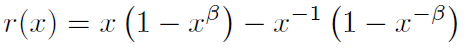 r(x) = x (1 − x^β) − x^{−1} (1 − x^{−β})